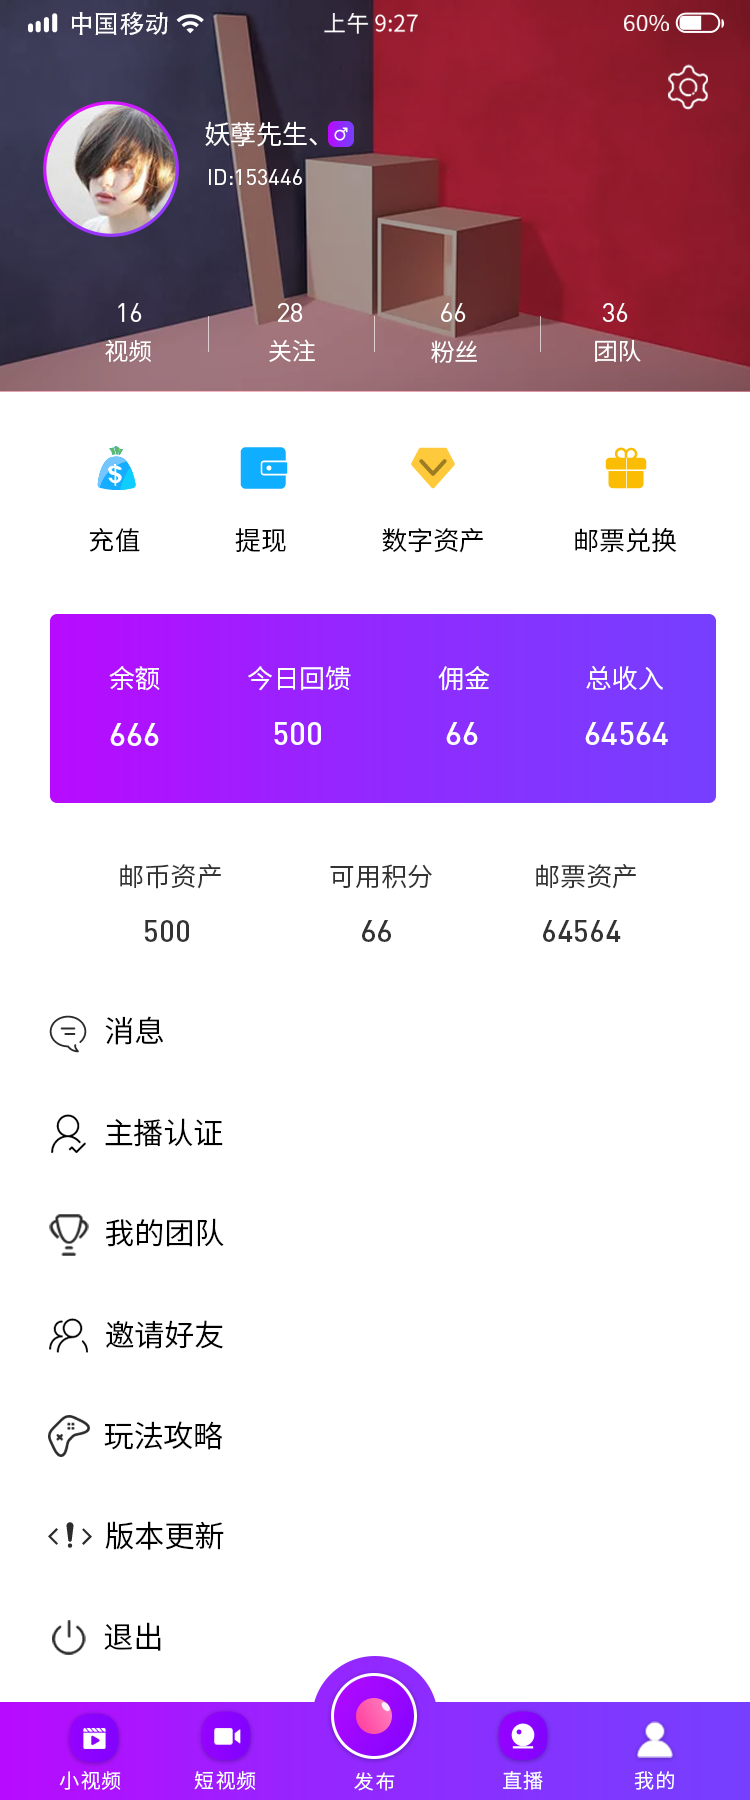 中国移动 上午 9:27 60%
妖孽先生、
ID:153446
16 28 66 36
视频 关注 粉丝 团队
充值 提现 数字资产 邮票兑换
余额 今日回馈 佣金 总收入
666 500 66 64564
邮币资产 可用积分 邮票资产
500 66 64564
消息
主播认证
我的团队
邀请好友
玩法攻略
版本更新
退出
小视频 短视频 发布 直播 我的